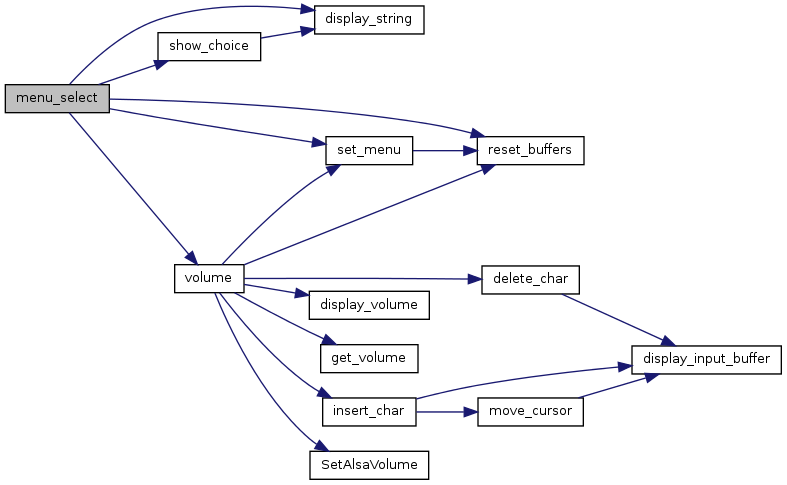 display_string
show_choice
menu_select
set_menu
reset_buffers
volume
delete_char
display_volume
get_volume
display_input_buffer
insert_char
move_cursor
SetAlsaVolume